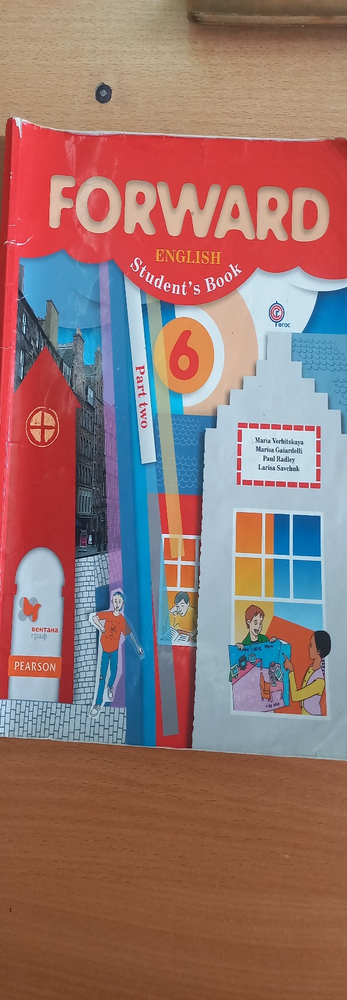 FORWARD
ENGLISH
Student's Book
ФГОС
6
Part two
Maria Verbitskaya
Marisa Gaiardelli
Paul Radley
Larisa Savchuk
вентана
граф
PEARSON